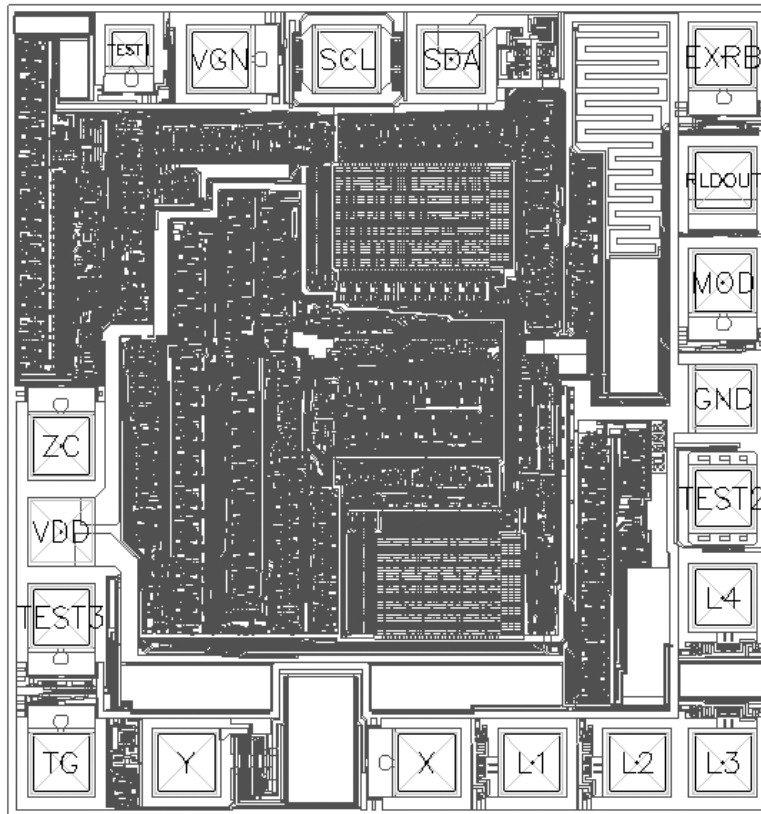 TEST1 VGN SCL SDA EXRB
RLDOUT
MOD
GND
ZC
TEST2
VDD
L4
TEST3
TG Y X L1 L2 L3